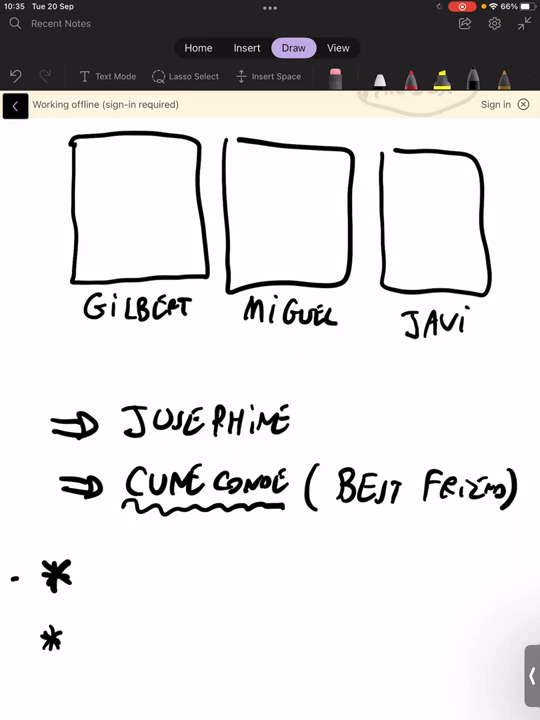 10:35 Tue 20 Sep 66%
Recent Notes
Home Insert Draw View
Text Mode Lasso Select Insert Space
Working offline (sign-in required) Sign in
GILBERT MIGUEL JAVI
⇒ JOSEPHINE
⇒ CUNE CONDE (BEST FRIEND)
- *
*